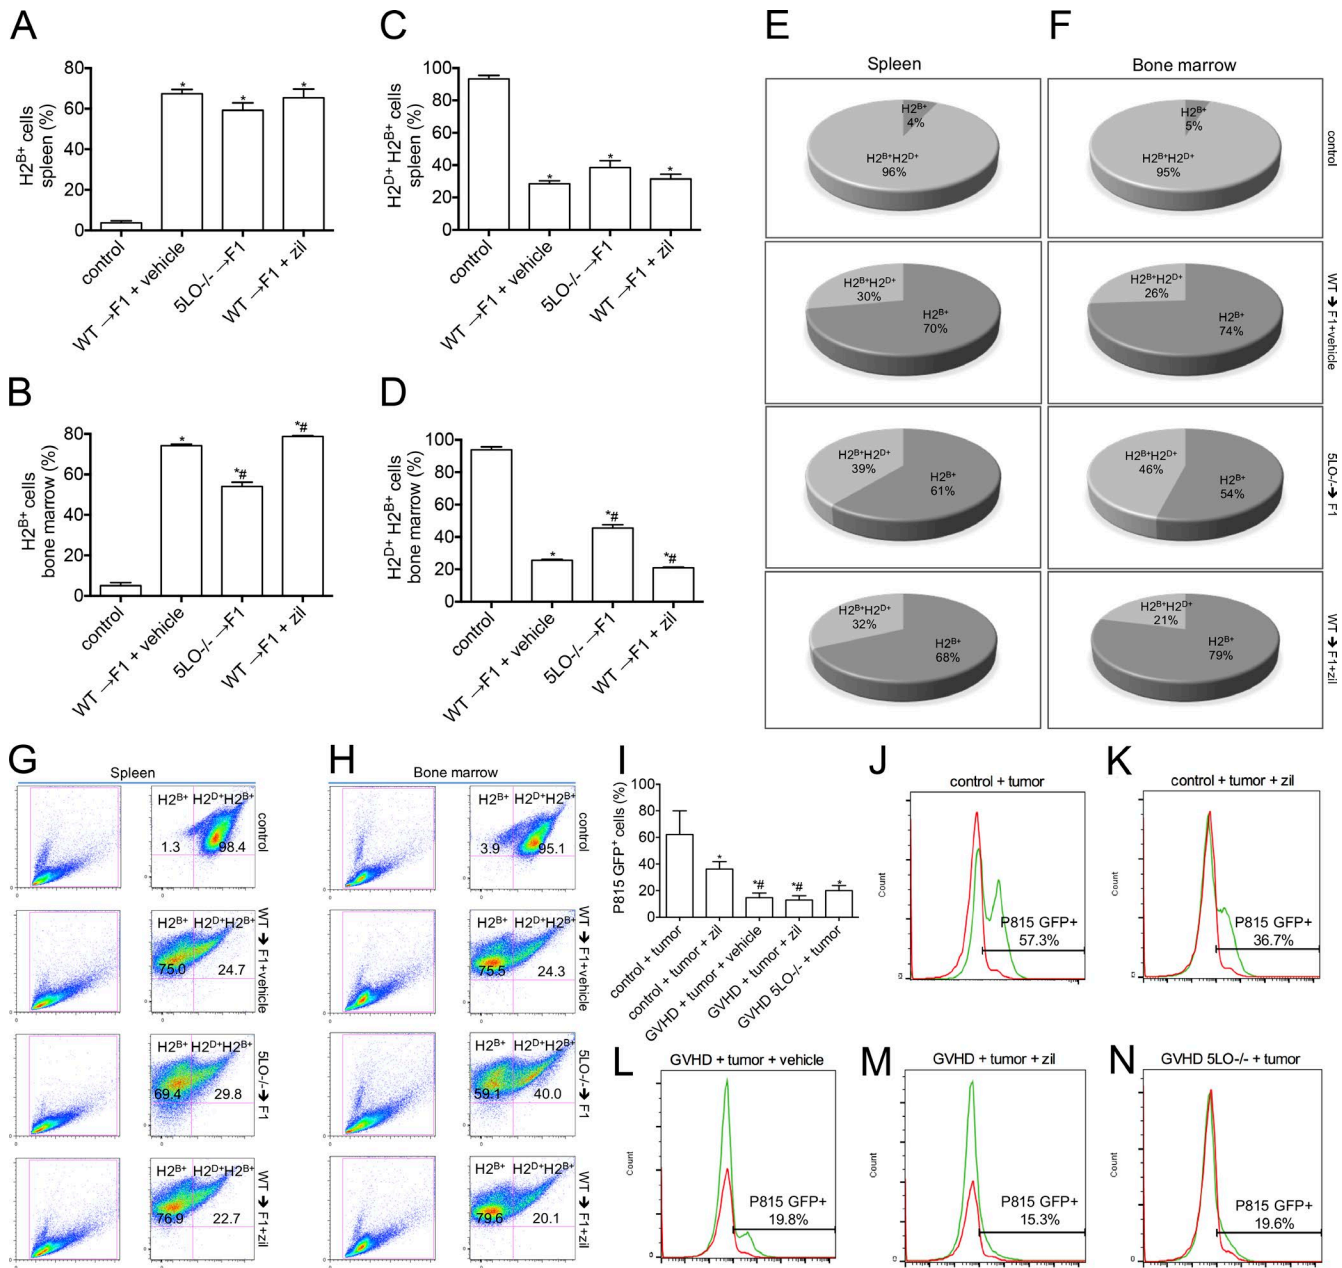 A
H2B+ cells
spleen (%)
80
60
40
20
0
* * *
control
WT →F1 + vehicle
5LO-/- →F1
WT →F1 + zil
C
H2D+ H2B+ cells
spleen (%)
100
80
60
40
20
0
* * *
control
WT →F1 + vehicle
5LO-/- →F1
WT →F1 + zil
B
H2B+ cells
bone marrow (%)
80
60
40
20
0
* *# *#
control
WT →F1 + vehicle
5LO-/- →F1
WT →F1 + zil
D
H2D+ H2B+ cells
bone marrow (%)
100
80
60
40
20
0
* *# *#
control
WT →F1 + vehicle
5LO-/- →F1
WT →F1 + zil
E
Spleen
F
Bone marrow
H2B+
4%
H2B+H2D+
96%
H2B+
5%
H2B+H2D+
95%
control
H2B+H2D+
30%
H2B+
70%
H2B+H2D+
26%
H2B+
74%
WT → F1+vehicle
H2B+H2D+
39%
H2B+
61%
H2B+H2D+
46%
H2B+
54%
5LO-/-→ F1
H2B+H2D+
32%
H2B+
68%
H2B+H2D+
21%
H2B+
79%
WT → F1+zil
G
Spleen
H2B+ H2D+H2B+
1.3 98.4
control
H2B+ H2D+H2B+
75.0 24.7
WT → F1+vehicle
H2B+ H2D+H2B+
69.4 29.8
5LO-/-→ F1
H2B+ H2D+H2B+
76.9 22.7
WT → F1+zil
H
Bone marrow
H2B+ H2D+H2B+
3.9 95.1
control
H2B+ H2D+H2B+
75.5 24.3
WT → F1+vehicle
H2B+ H2D+H2B+
59.1 40.0
5LO-/-→ F1
H2B+ H2D+H2B+
79.6 20.1
WT → F1+zil
I
P815 GFP+ cells (%)
100
80
60
40
20
0
* *# *# *
control + tumor
control + tumor + zil
GVHD + tumor + vehicle
GVHD + tumor + zil
GVHD 5LO-/- + tumor
J
control + tumor
Count
P815 GFP+
57.3%
0
K
control + tumor + zil
Count
P815 GFP+
36.7%
0
L
GVHD + tumor + vehicle
Count
P815 GFP+
19.8%
0
M
GVHD + tumor + zil
Count
P815 GFP+
15.3%
0
N
GVHD 5LO-/- + tumor
Count
P815 GFP+
19.6%
0